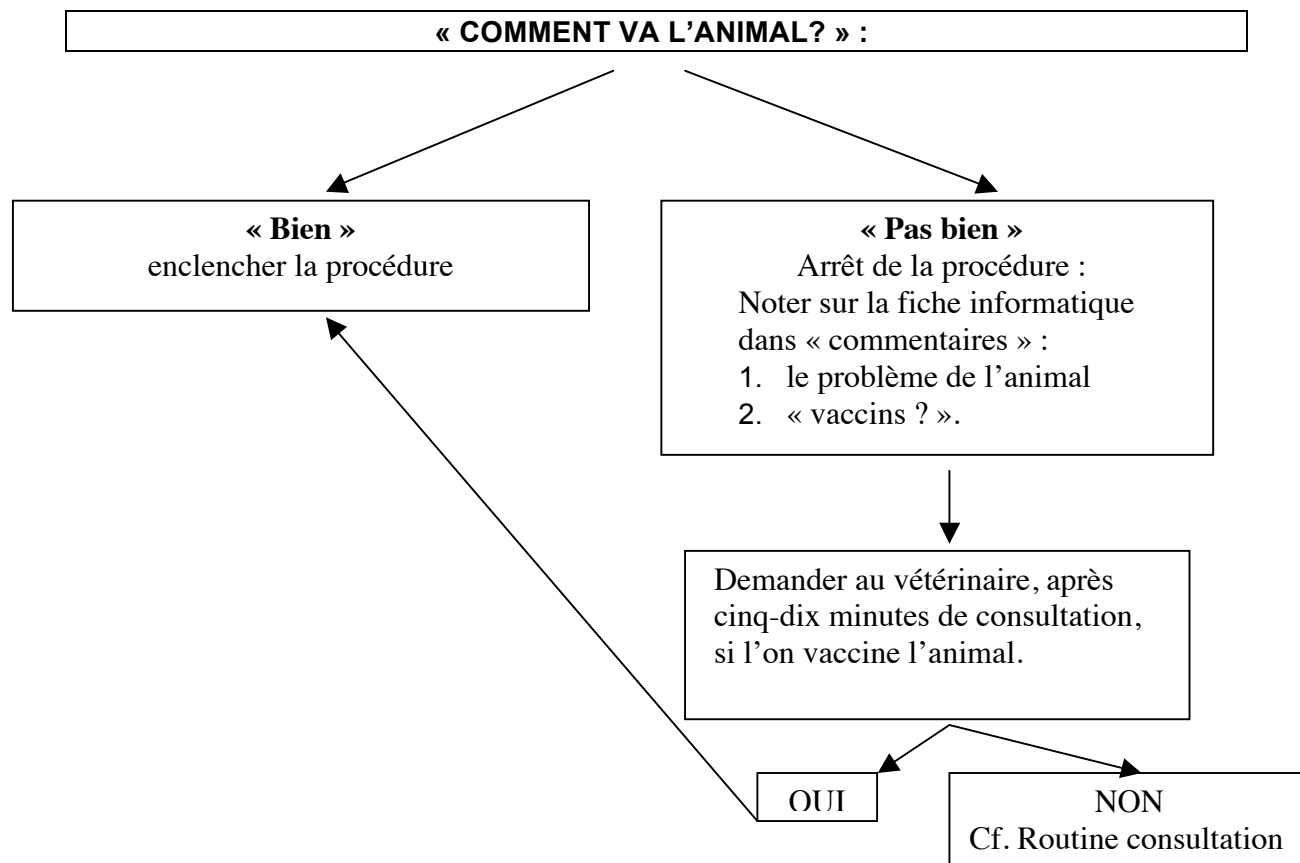 « COMMENT VA L’ANIMAL? » :
« Bien »
enclencher la procédure
« Pas bien »
Arrêt de la procédure :
Noter sur la fiche informatique
dans « commentaires » :
1. le problème de l’animal
2. « vaccins ? ».
Demander au vétérinaire, après
cinq-dix minutes de consultation,
si l’on vaccine l’animal.
OUI
NON
Cf. Routine consultation